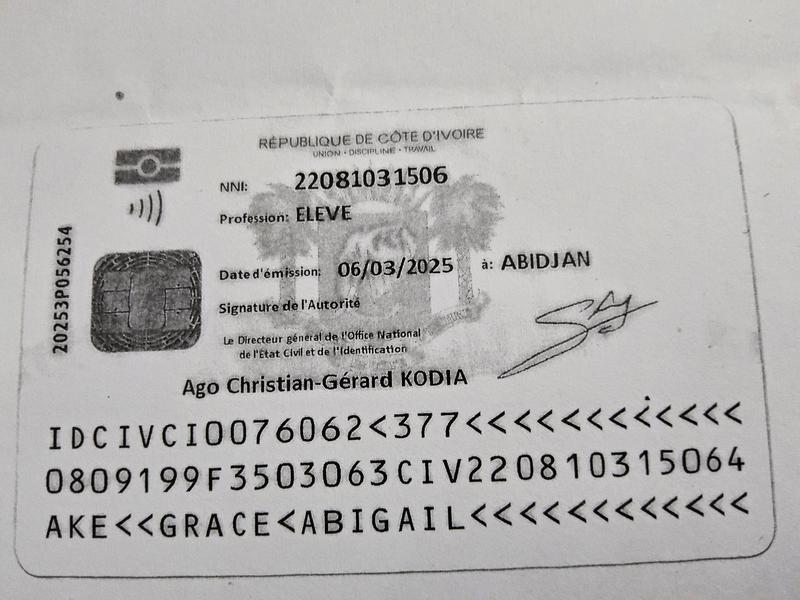 RÉPUBLIQUE DE CÔTE D'IVOIRE
UNION - DISCIPLINE - TRAVAIL
NNI: 22081031506
Profession: ELEVE
Date d'émission: 06/03/2025 à: ABIDJAN
Signature de l'Autorité
Le Directeur général de l'Office National
de l'État Civil et de l'Identification
Ago Christian-Gérard KODIA
20253P056254
IDCIVCI0076062<377<<<<<<<<<<<<
0809199F3503063CIV220810315064
AKE<<GRACE<ABIGAIL<<<<<<<<<<<<